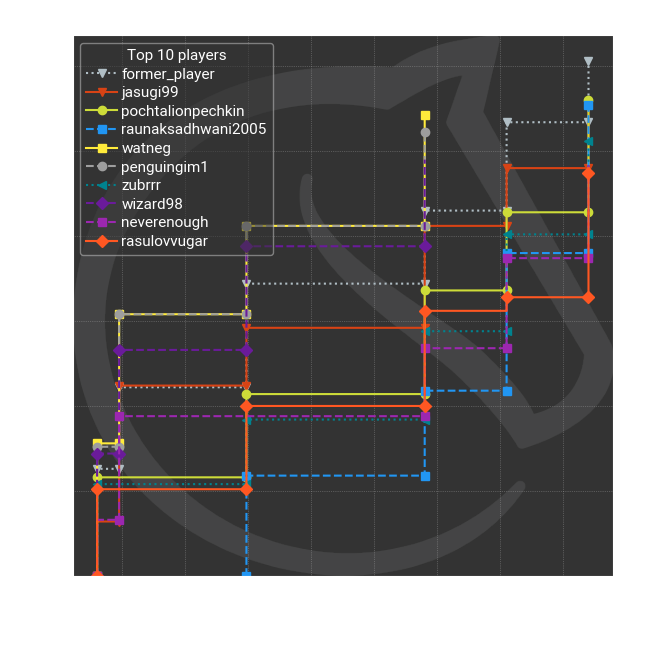 Top 10 players
former_player
jasugi99
pochtalionpechkin
raunaksadhwani2005
watneg
penguingim1
zubrrr
wizard98
neverenough
rasulovvugar